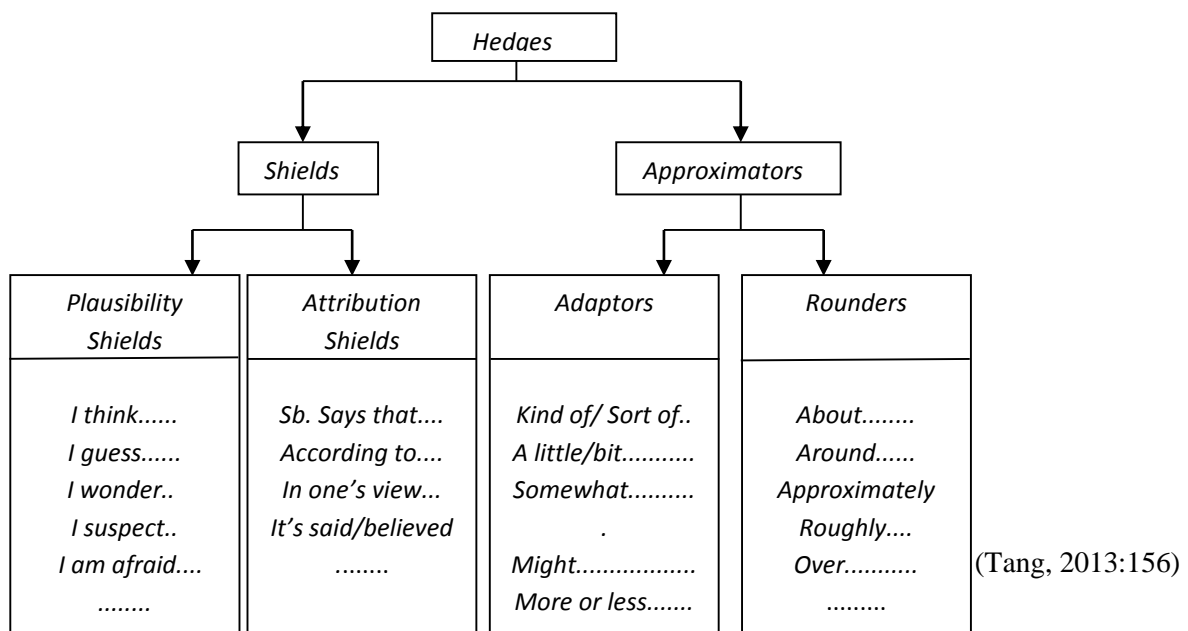 Hedges
Shields
Approximators
Plausibility
Shields
I think......
I guess......
I wonder..
I suspect..
I am afraid....
........
Attribution
Shields
Sb. Says that....
According to....
In one’s view...
It’s said/believed
........
Adaptors
Kind of/ Sort of..
A little/bit...........
Somewhat..........
.
Might..................
More or less.......
Rounders
About........
Around......
Approximately
Roughly....
Over...........
.........
(Tang, 2013:156)